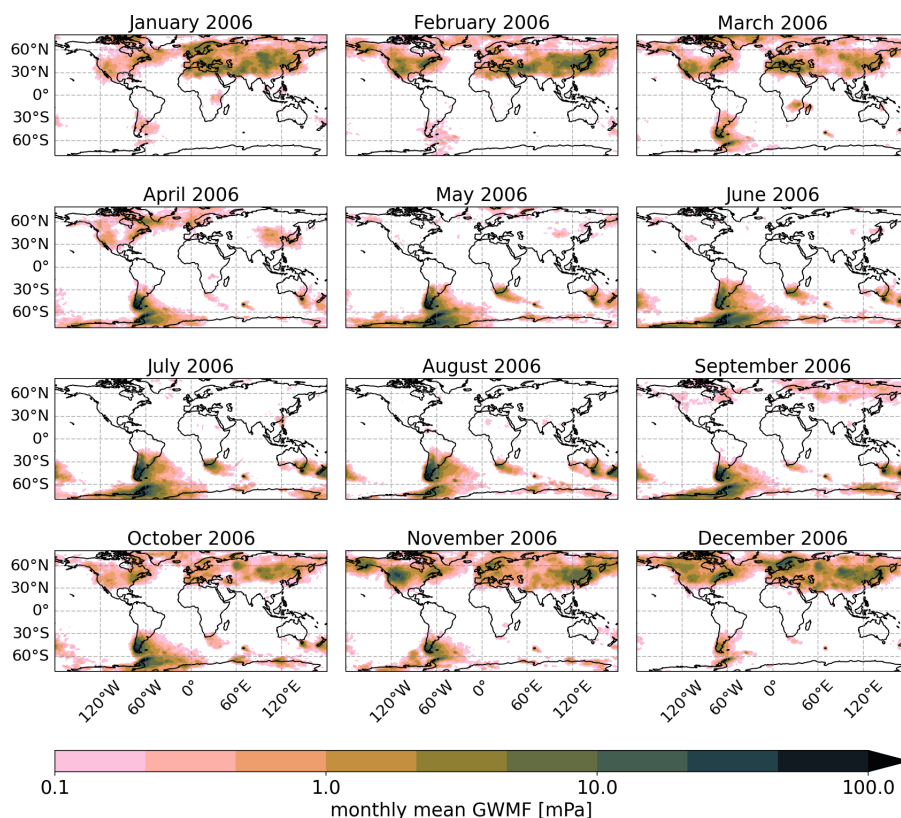 January 2006 February 2006 March 2006
60°N
30°N
0°
30°S
60°S
April 2006 May 2006 June 2006
60°N
30°N
0°
30°S
60°S
July 2006 August 2006 September 2006
60°N
30°N
0°
30°S
60°S
October 2006 November 2006 December 2006
60°N
30°N
0°
30°S
60°S
120°W 60°W 0° 60°E 120°E 120°W 60°W 0° 60°E 120°E 120°W 60°W 0° 60°E 120°E
0.1 1.0 10.0 100.0
monthly mean GWMF [mPa]